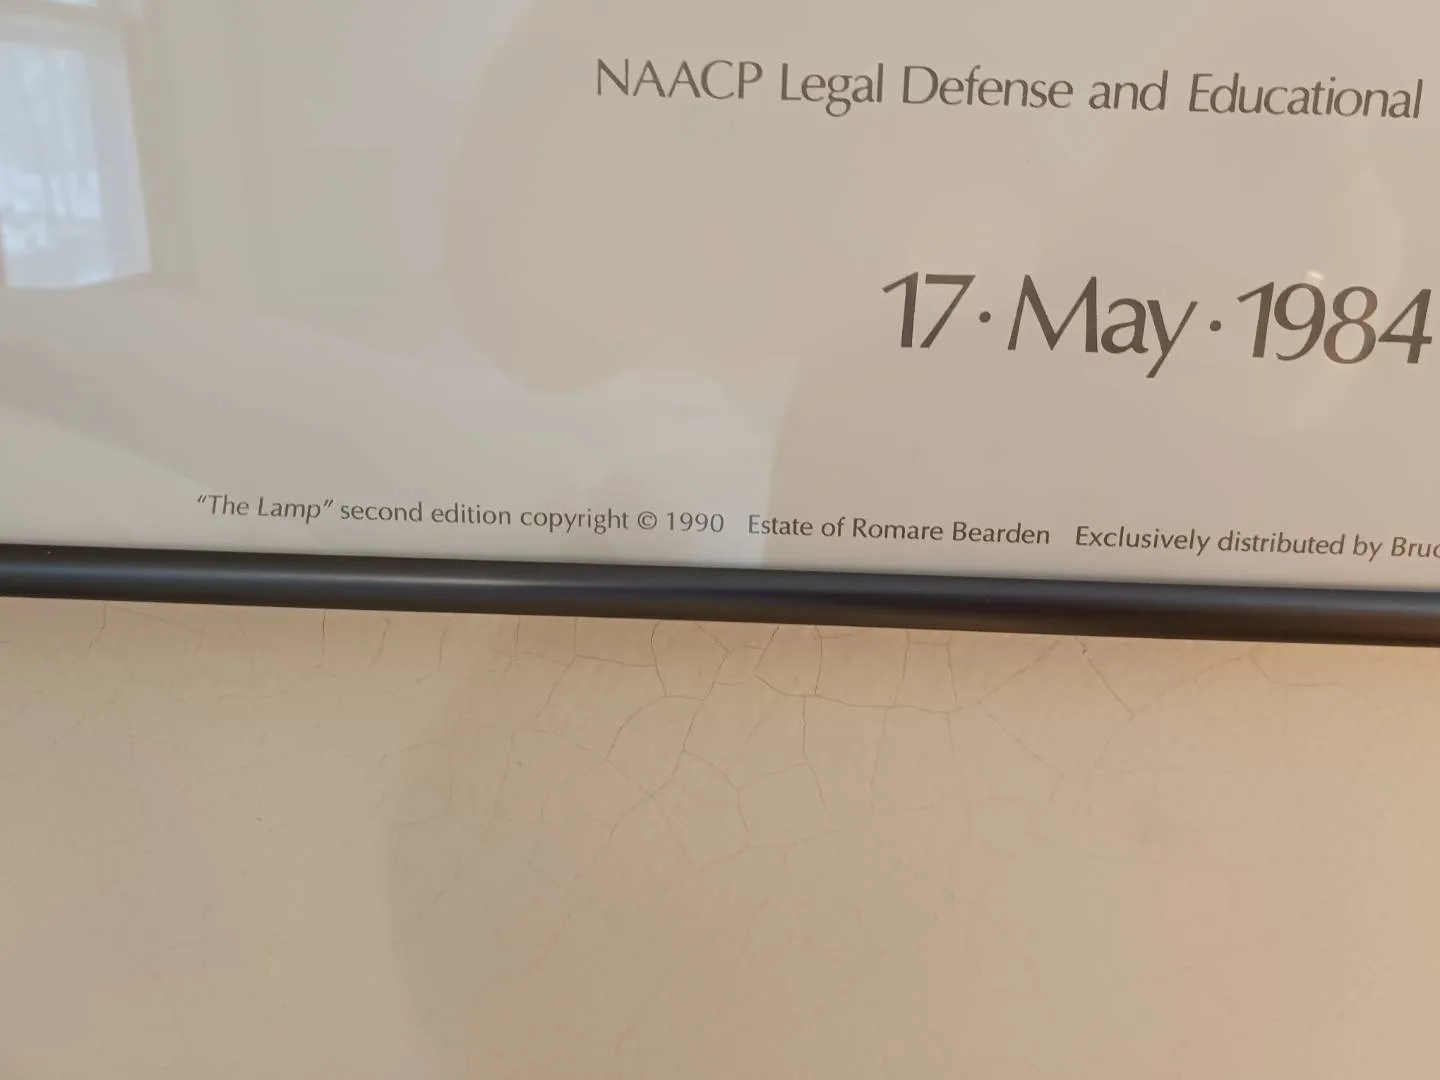 NAACP Legal Defense and Educational
17·May·1984
“The Lamp” second edition copyright © 1990 Estate of Romare Bearden Exclusively distributed by